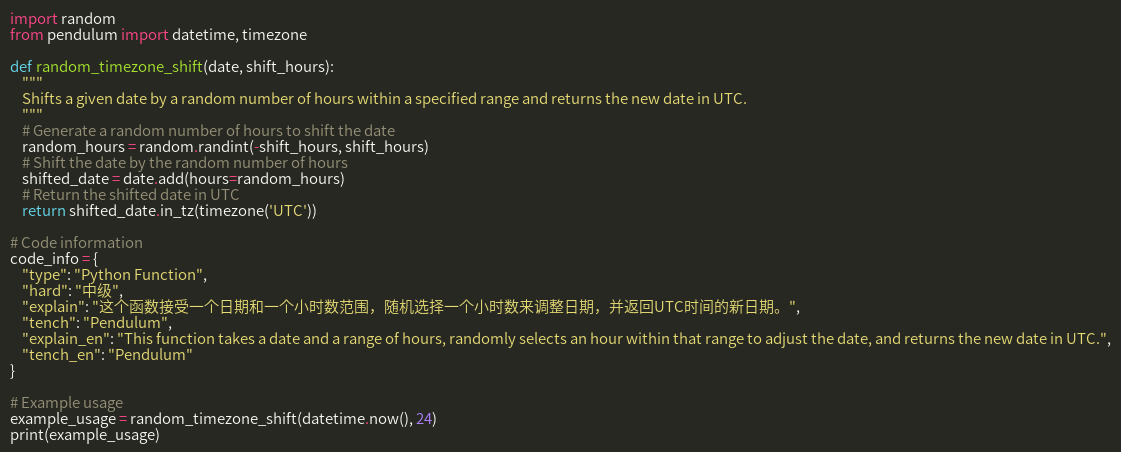 import random
from pendulum import datetime, timezone

def random_timezone_shift(date, shift_hours):
    """
    Shifts a given date by a random number of hours within a specified range and returns the new date in UTC.
    """
    # Generate a random number of hours to shift the date
    random_hours = random.randint(-shift_hours, shift_hours)
    # Shift the date by the random number of hours
    shifted_date = date.add(hours=random_hours)
    # Return the shifted date in UTC
    return shifted_date.in_tz(timezone('UTC'))

# Code information
code_info = {
    "type": "Python Function",
    "hard": "中级",
    "explain": "这个函数接受一个日期和一个小时数范围，随机选择一个小时数来调整日期，并返回UTC时间的新日期。",
    "tench": "Pendulum",
    "explain_en": "This function takes a date and a range of hours, randomly selects an hour within that range to adjust the date, and returns the new date in UTC.",
    "tench_en": "Pendulum"
}

# Example usage
example_usage = random_timezone_shift(datetime.now(), 24)
print(example_usage)